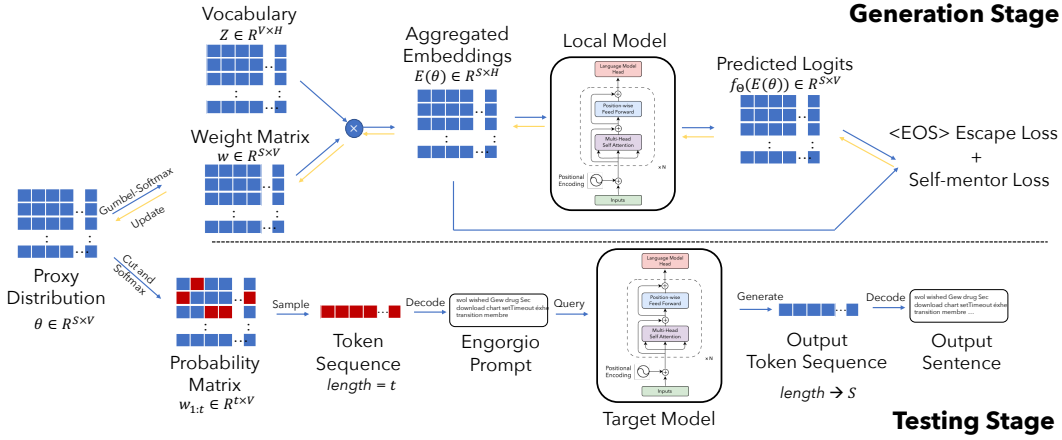 Generation Stage
Vocabulary
Z ∈ R^{V×H}
Weight Matrix
w ∈ R^{S×V}
Aggregated
Embeddings
E(θ) ∈ R^{S×H}
Local Model
Language Model
Head
Position-wise
Feed Forward
Multi-Head
Self Attention
×N
Positional
Encoding
Inputs
Predicted Logits
f_Θ(E(θ)) ∈ R^{S×V}
<EOS> Escape Loss
+
Self-mentor Loss
Gumbel-Softmax
Update
Proxy
Distribution
θ ∈ R^{S×V}
Cut and
Softmax
Probability
Matrix
w_{1:t} ∈ R^{t×V}
Sample
Token
Sequence
length = t
Decode
svol wished Gew drug Sec
download chart setTimeout éxhe
transition membre
Engorgio
Prompt
Query
Language Model
Head
Position-wise
Feed Forward
Multi-Head
Self Attention
×N
Positional
Encoding
Inputs
Target Model
Generate
Output
Token Sequence
length → S
Decode
svol wished Gew drug Sec
download chart setTimeout éxhe
transition membre ...
Output
Sentence
Testing Stage